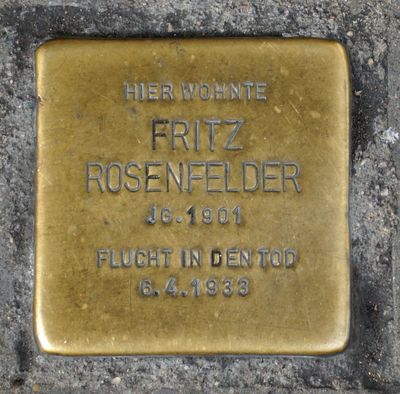 HIER WOHNTE
FRITZ
ROSENFELDER
JG. 1901
FLUCHT IN DEN TOD
6. 4. 1933